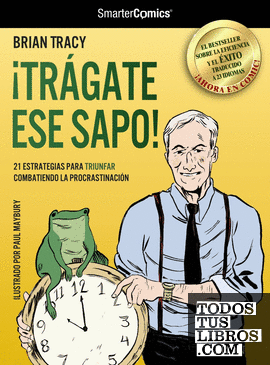 SmarterComics®
BRIAN TRACY
¡TRÁGATE
ESE SAPO!
EL BESTSELLER
SOBRE LA EFICIENCIA
Y EL ÉXITO
TRADUCIDO
A 23 IDIOMAS
¡AHORA EN CÓMIC!
21 ESTRATEGIAS PARA TRIUNFAR
COMBATIENDO LA PROCRASTINACIÓN
ILUSTRADO POR PAUL MAYBURY
TODOS
TUS
LIBROS
.COM